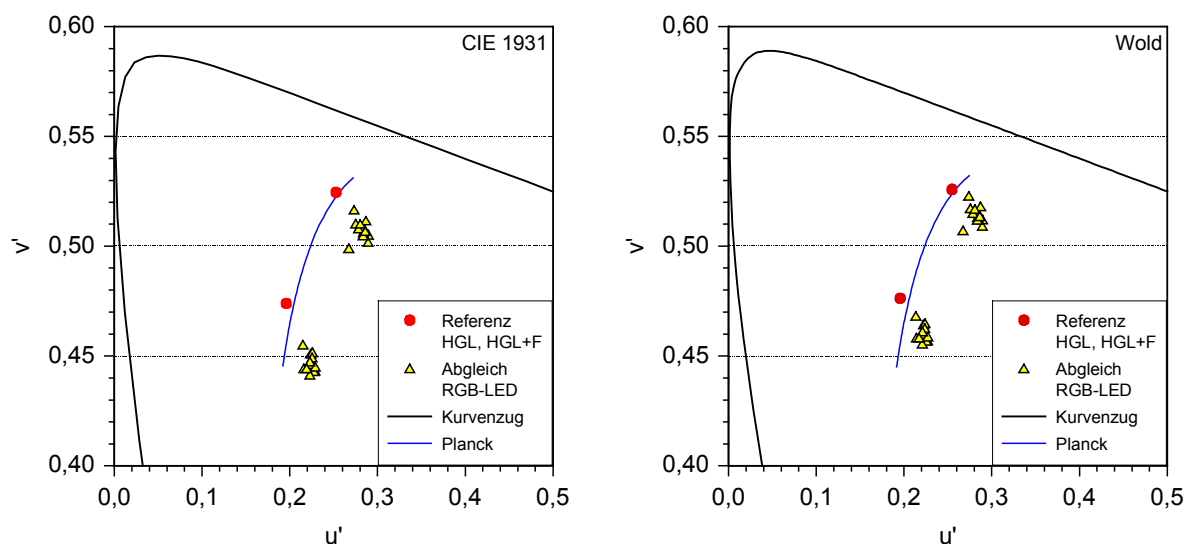 CIE 1931
0,60
0,55
0,50
0,45
0,40
v'
0,0 0,1 0,2 0,3 0,4 0,5
u'
Referenz
HGL, HGL+F
Abgleich
RGB-LED
Kurvenzug
Planck
Wold
0,60
0,55
0,50
0,45
0,40
v'
0,0 0,1 0,2 0,3 0,4 0,5
u'
Referenz
HGL, HGL+F
Abgleich
RGB-LED
Kurvenzug
Planck